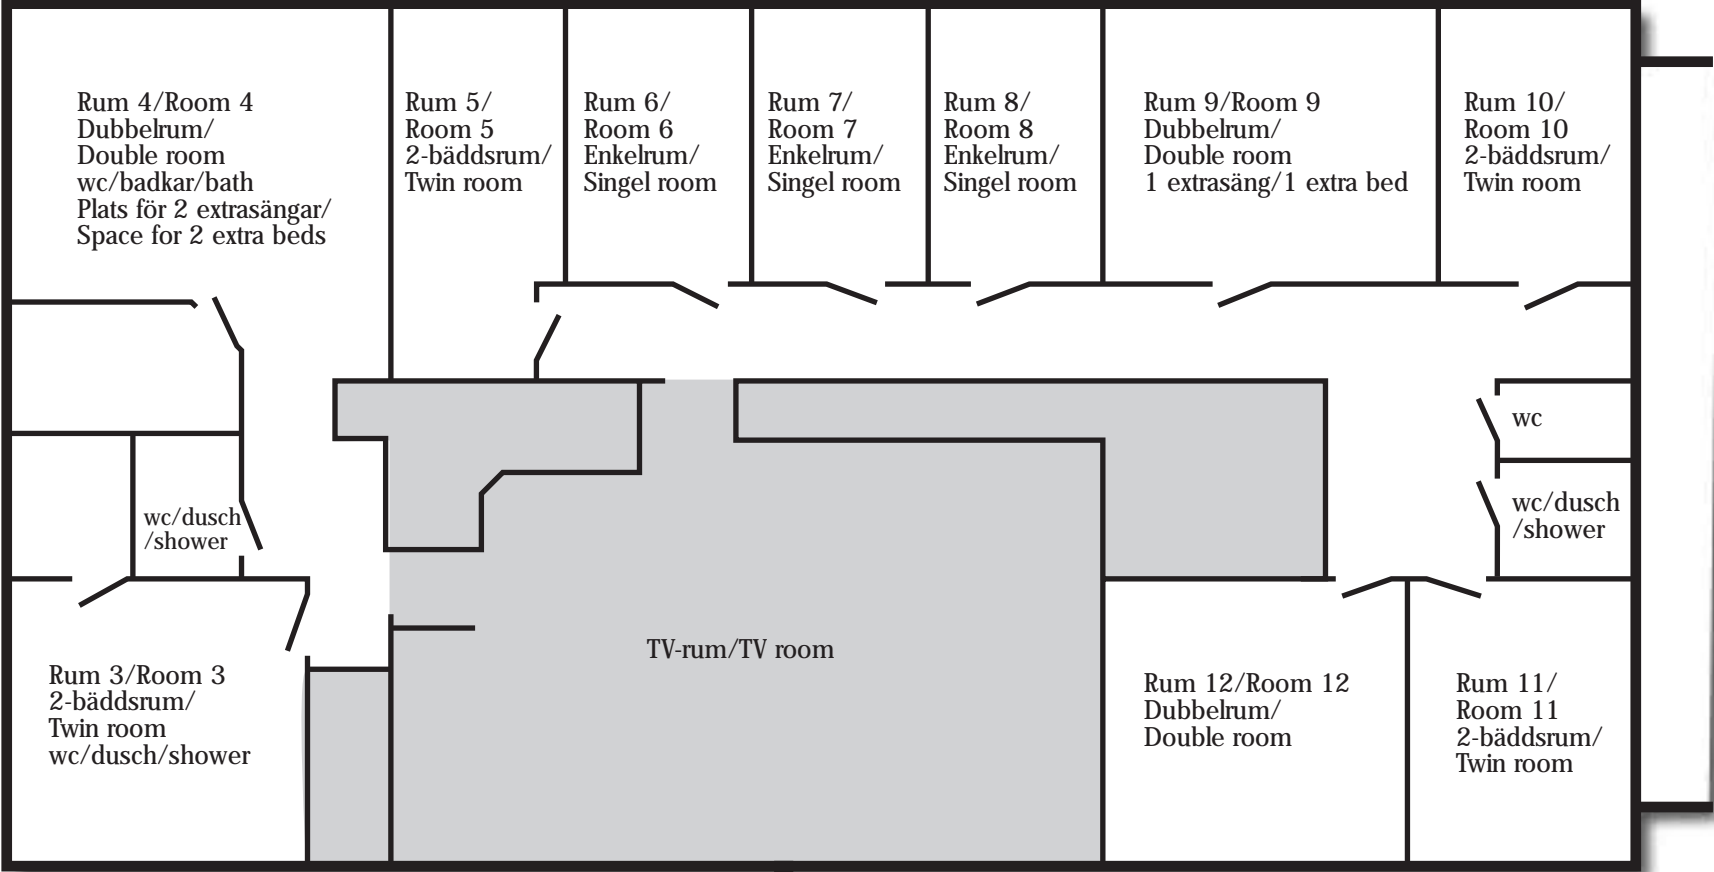 Rum 4/Room 4
Dubbelrum/
Double room
wc/badkar/bath
Plats för 2 extrasängar/
Space for 2 extra beds
Rum 5/
Room 5
2-bäddsrum/
Twin room
Rum 6/
Room 6
Enkelrum/
Singel room
Rum 7/
Room 7
Enkelrum/
Singel room
Rum 8/
Room 8
Enkelrum/
Singel room
Rum 9/Room 9
Dubbelrum/
Double room
1 extrasäng/1 extra bed
Rum 10/
Room 10
2-bäddsrum/
Twin room
wc
wc/dusch
/shower
wc/dusch
/shower
TV-rum/TV room
Rum 3/Room 3
2-bäddsrum/
Twin room
wc/dusch/shower
Rum 12/Room 12
Dubbelrum/
Double room
Rum 11/
Room 11
2-bäddsrum/
Twin room